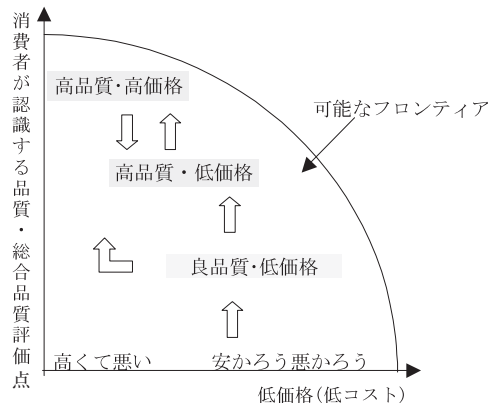 消費者が認識する品質・総合品質評価点
高品質・高価格
可能なフロンティア
高品質・低価格
良品質・低価格
高くて悪い
安かろう悪かろう
低価格(低コスト)